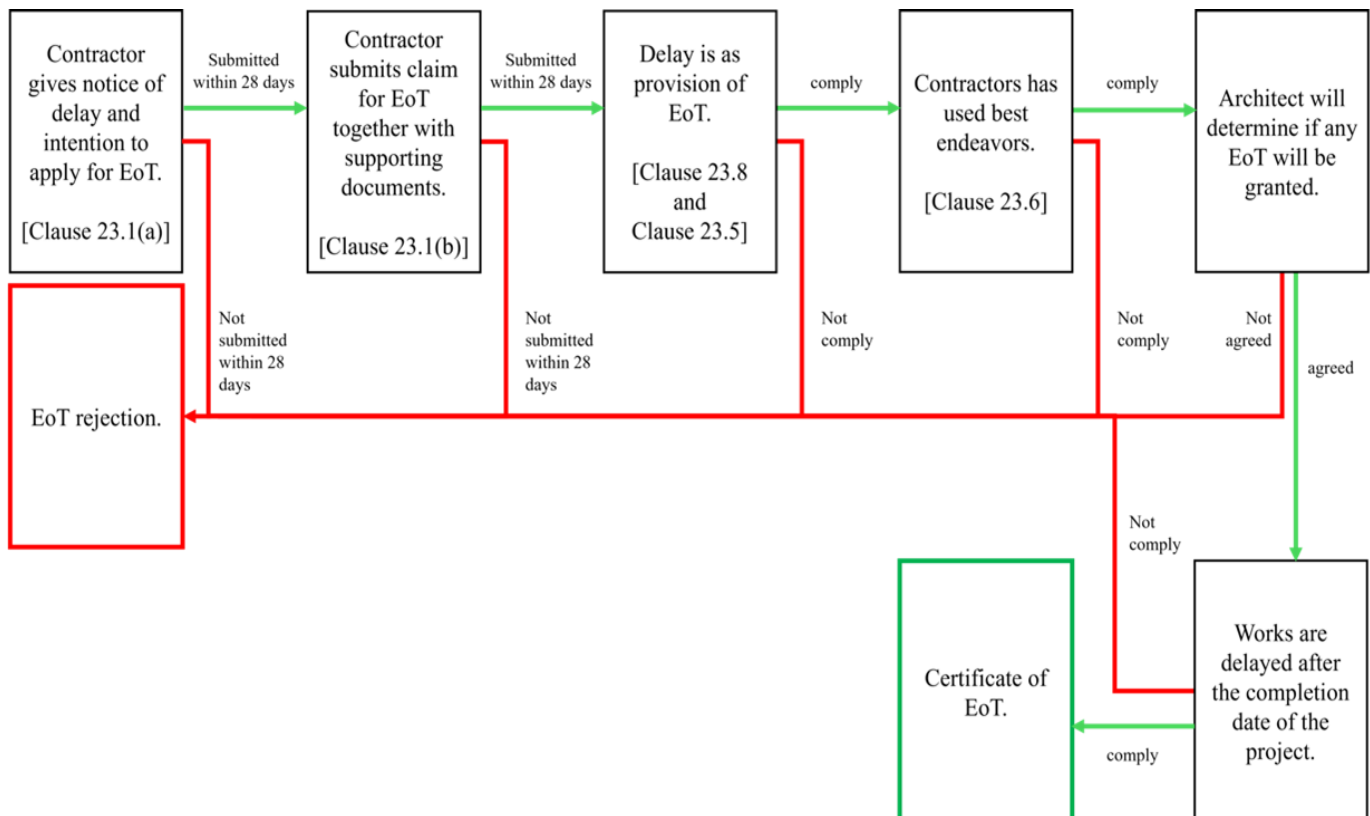 Contractor
gives notice of
delay and
intention to
apply for EoT.
[Clause 23.1(a)]
Submitted
within 28 days
Contractor
submits claim
for EoT
together with
supporting
documents.
[Clause 23.1(b)]
Submitted
within 28 days
Delay is as
provision of
EoT.
[Clause 23.8
and
Clause 23.5]
comply
Contractors has
used best
endeavors.
[Clause 23.6]
comply
Architect will
determine if any
EoT will be
granted.
Not
submitted
within 28
days
Not
submitted
within 28
days
Not
comply
Not
comply
Not
agreed
agreed
EoT rejection.
Not
comply
Works are
delayed after
the completion
date of the
project.
comply
Certificate of
EoT.